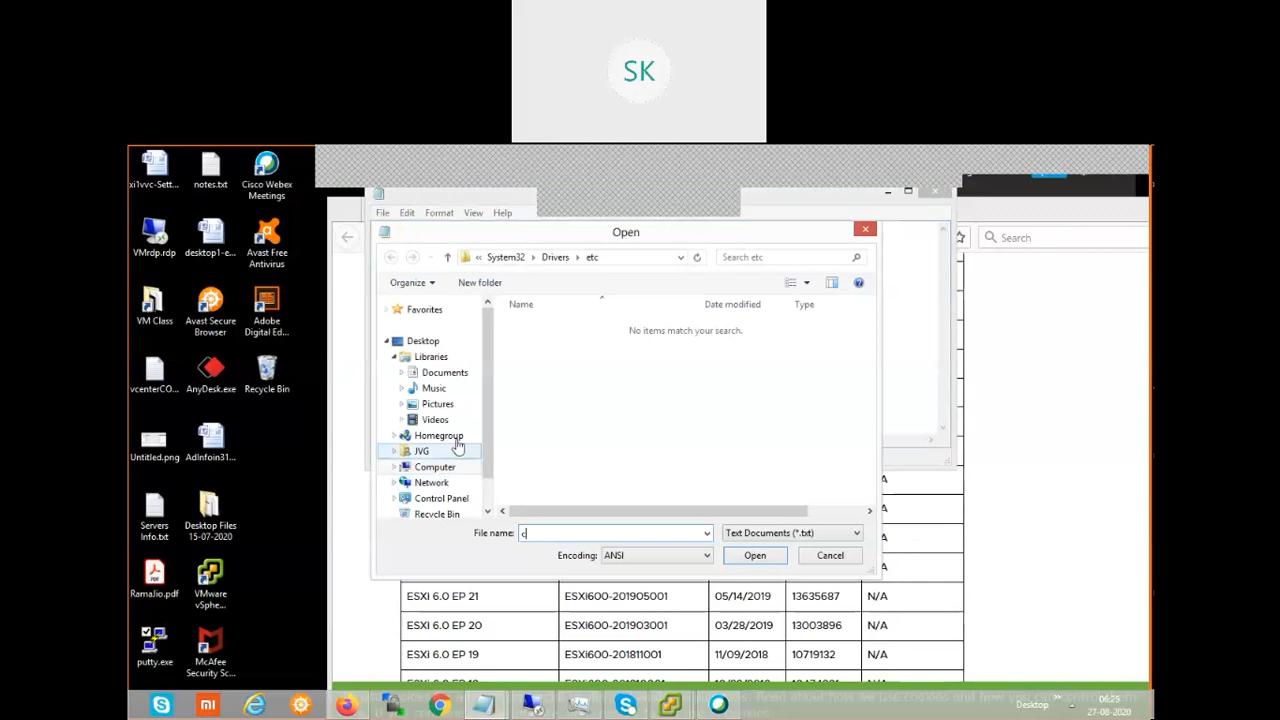 SK
xi1vvc-Sett...
notes.txt
Cisco Webex
Meetings
VMrdp.rdp
desktop1-e...
Avast Free
Antivirus
VM Class
Avast Secure
Browser
Adobe
Digital Ed...
vcenterCO...
AnyDesk.exe
Recycle Bin
Untitled.png
AdInfoin31...
Servers
Info.txt
Desktop Files
15-07-2020
RamaJio.pdf
VMware
vSphe...
putty.exe
McAfee
Security Sc...
File Edit Format View Help
Open
« System32 Drivers etc
Search etc
Search
Organize
New folder
Name
Date modified
Type
No items match your search.
Favorites
Desktop
Libraries
Documents
Music
Pictures
Videos
Homegroup
JVG
Computer
Network
Control Panel
Recycle Bin
File name: c
Text Documents (*.txt)
Encoding: ANSI
Open
Cancel
/A
/A
/A
/A
ESXi 6.0 EP 21 ESXi600-201905001 05/14/2019 13635687 N/A
ESXi 6.0 EP 20 ESXi600-201903001 03/28/2019 13003896 N/A
ESXi 6.0 EP 19 ESXi600-201811001 11/09/2018 10719132 N/A
Desktop
06:25
27-08-2020